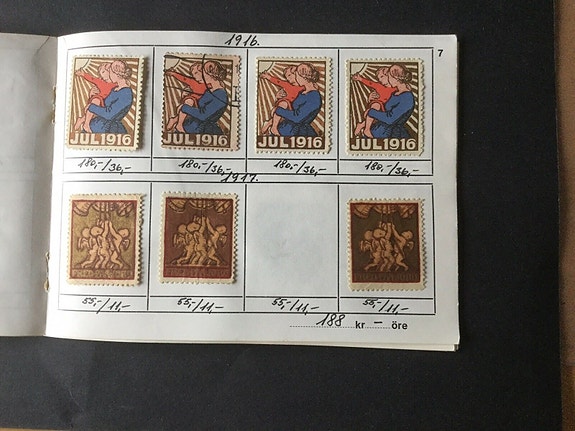 1916.
7
JUL 1916 JUL 1916 JUL 1916 JUL 1916
180,-/36,- 180,-/36,- 180,-/36,- 180,-/36,-
1917.
55,-/11,- 55,-/11,- 55,-/11,- 55,-/11,-
188 kr – öre